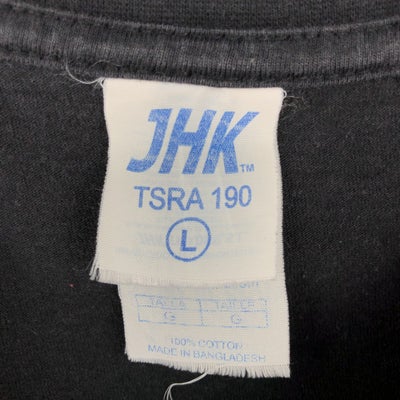 JHK™
TSRA 190
L
TALLA TAILLE
G G
100% COTTON
MADE IN BANGLADESH